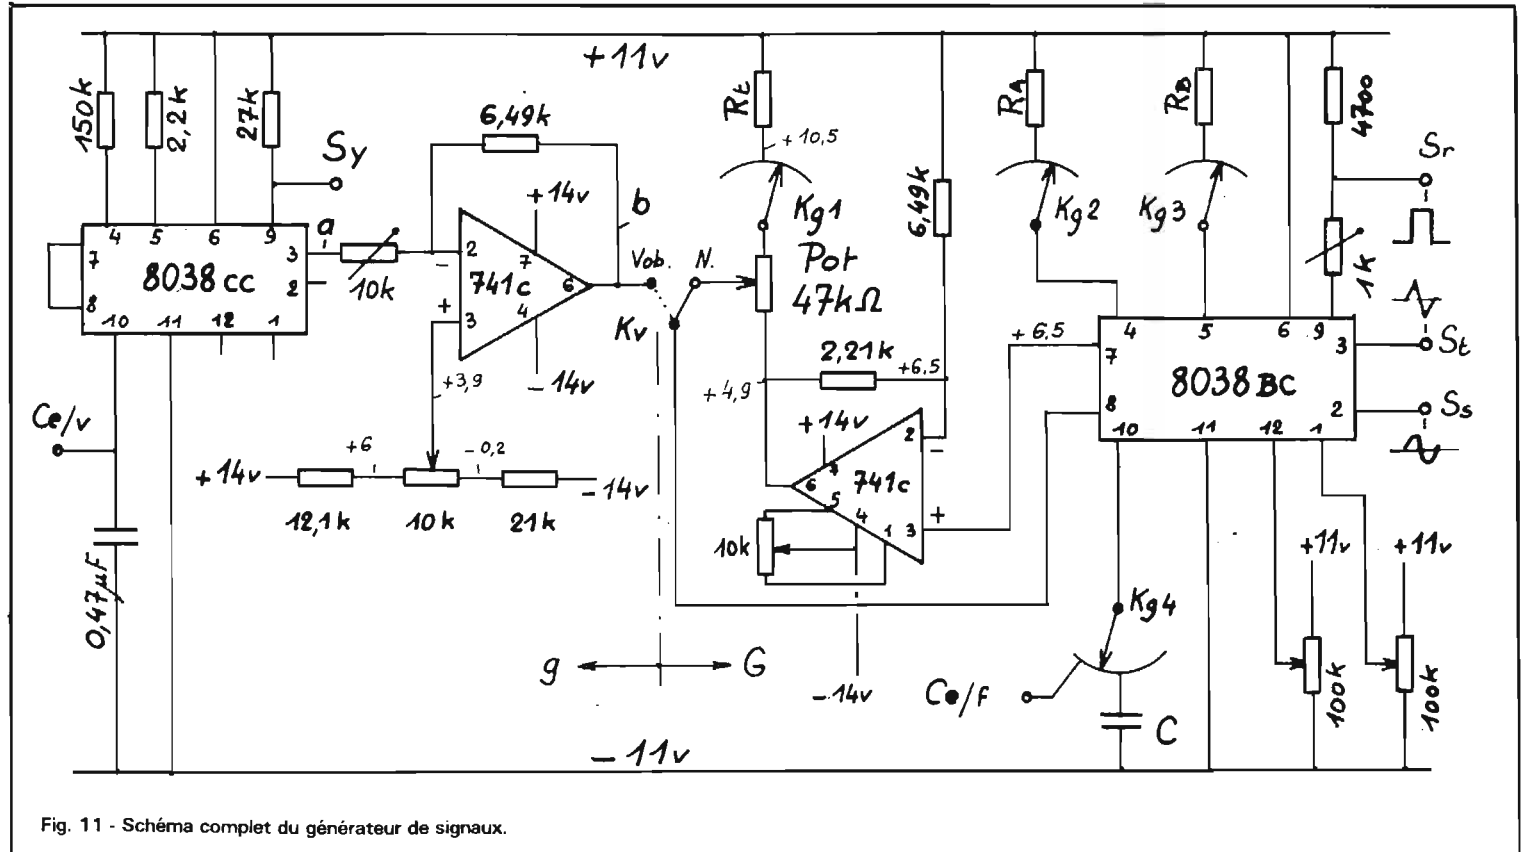 +11v
150k
2,2k
27k
Sy
6,49k
+14v
b
a
4 5 6 9
7
8
8038 cc
3
2
10 11 12 1
10k
2
-
+
3
7
4
6
741c
-14v
+3,9
Vob. N.
Kv
Ce/v
0,47µF
+14v
+6
-0,2
-14v
12,1k
10k
21k
g
G
Rt
+10,5
Kg1
Pot
47kΩ
2,21k
+4,9
+6,5
6,49k
+14v
2
-
6
741c
5
4
1
3
+
10k
-14v
RA
Kg2
RB
Kg3
4700
1k
Sr
St
Ss
+6,5
4 5 6 9
7
8
8038 BC
3
2
10 11 12 1
Kg4
Ce/F
C
+11v
+11v
100k
100k
-11v
Fig. 11 - Schéma complet du générateur de signaux.